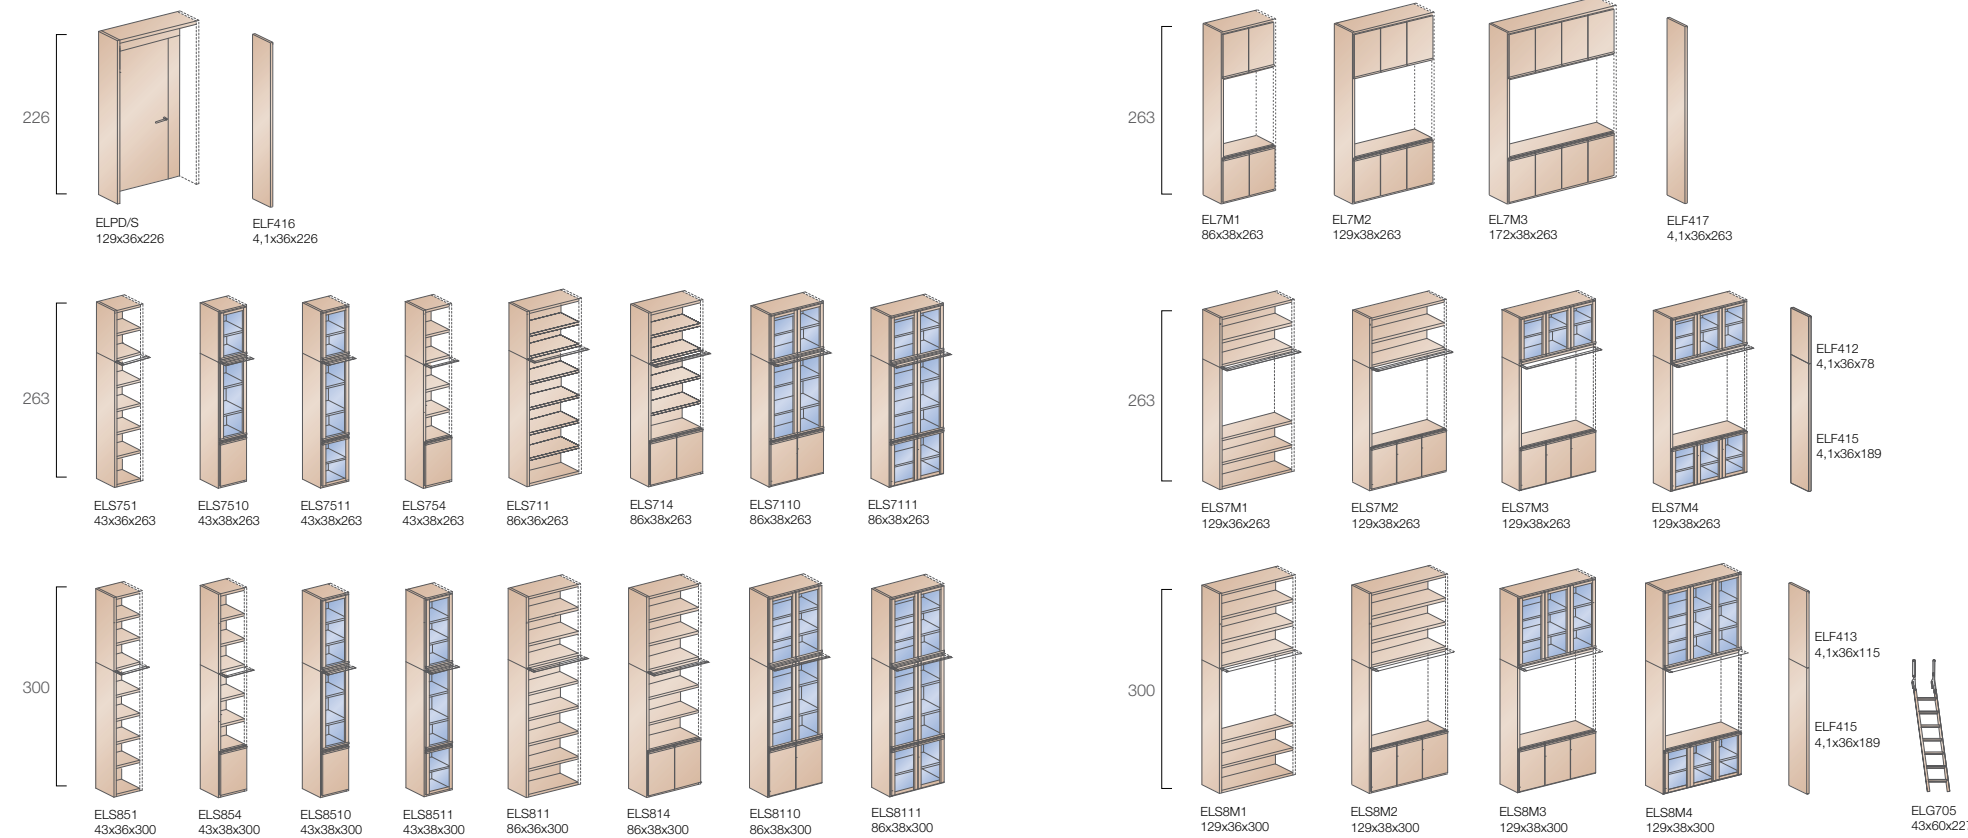 226
ELPD/S
129x36x226
ELF416
4,1x36x226
263
EL7M1
86x38x263
EL7M2
129x38x263
EL7M3
172x38x263
ELF417
4,1x36x263
263
ELS751
43x36x263
ELS7510
43x38x263
ELS7511
43x38x263
ELS754
43x38x263
ELS711
86x36x263
ELS714
86x38x263
ELS7110
86x38x263
ELS7111
86x38x263
263
ELS7M1
129x36x263
ELS7M2
129x38x263
ELS7M3
129x38x263
ELS7M4
129x38x263
ELF412
4,1x36x78
ELF415
4,1x36x189
300
ELS851
43x36x300
ELS854
43x38x300
ELS8510
43x38x300
ELS8511
43x38x300
ELS811
86x36x300
ELS814
86x38x300
ELS8110
86x38x300
ELS8111
86x38x300
300
ELS8M1
129x36x300
ELS8M2
129x38x300
ELS8M3
129x38x300
ELS8M4
129x38x300
ELF413
4,1x36x115
ELF415
4,1x36x189
ELG705
43x60x227